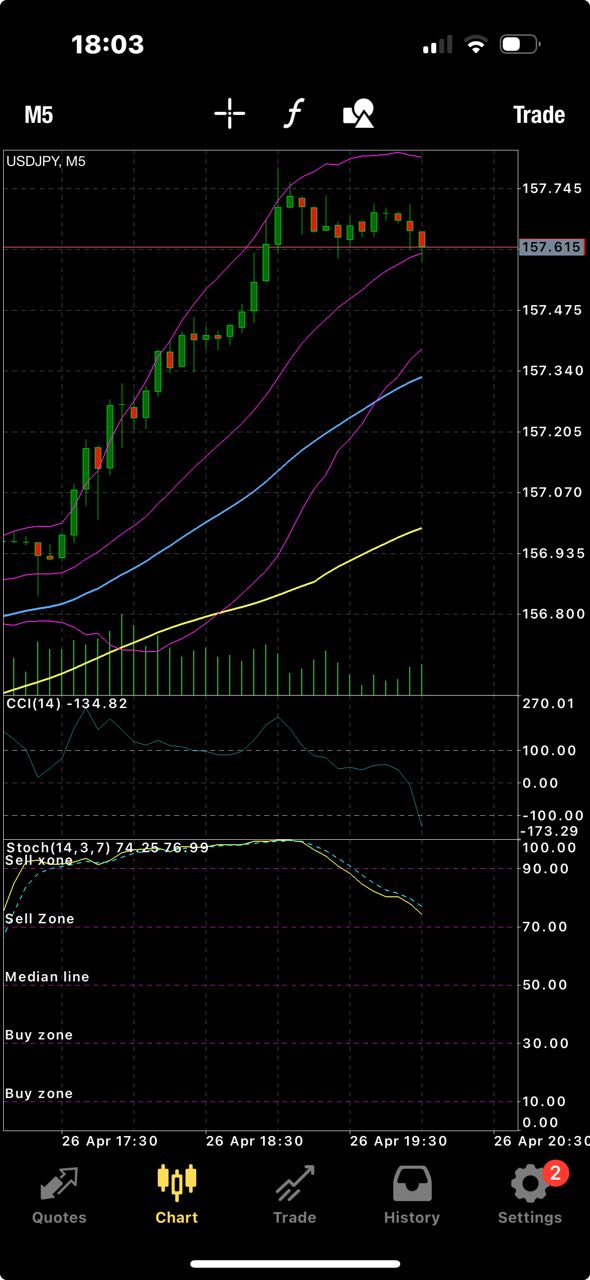 18:03
M5
f
Trade
USDJPY, M5
157.745
157.615
157.475
157.340
157.205
157.070
156.935
156.800
CCI(14) -134.82
270.01
100.00
0.00
-100.00
-173.29
Stoch(14,3,7) 74.25 76.99
100.00
Sell xone
90.00
Sell Zone
70.00
Median line
50.00
Buy zone
30.00
Buy zone
10.00
0.00
26 Apr 17:30 26 Apr 18:30 26 Apr 19:30 26 Apr 20:30
2
Quotes Chart Trade History Settings